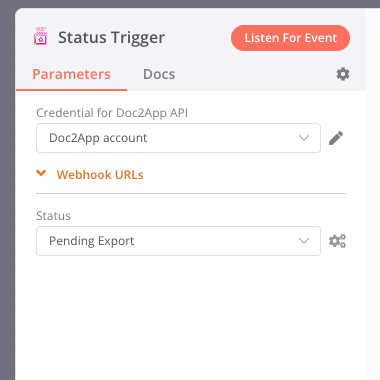 Status Trigger
Listen For Event
Parameters
Docs
Credential for Doc2App API
Doc2App account
Webhook URLs
Status
Pending Export